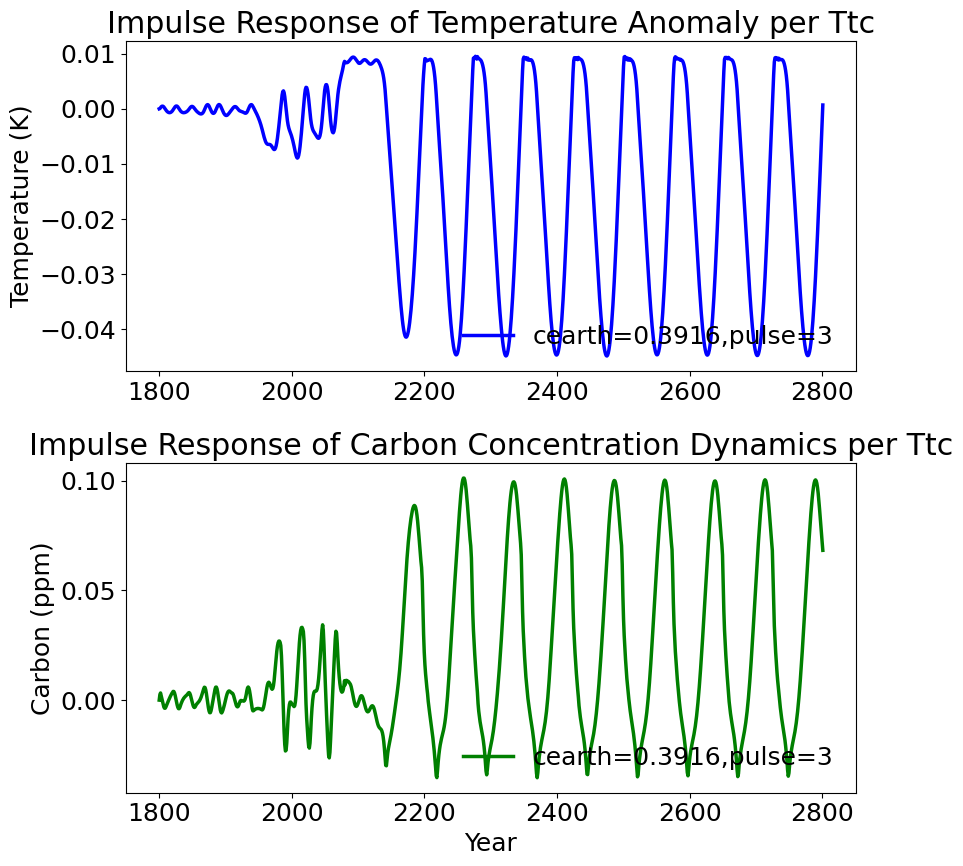 Impulse Response of Temperature Anomaly per Ttc
Temperature (K)
0.01
0.00
−0.01
−0.02
−0.03
−0.04
cearth=0.3916,pulse=3
1800 2000 2200 2400 2600 2800
Impulse Response of Carbon Concentration Dynamics per Ttc
Carbon (ppm)
0.10
0.05
0.00
cearth=0.3916,pulse=3
1800 2000 2200 2400 2600 2800
Year